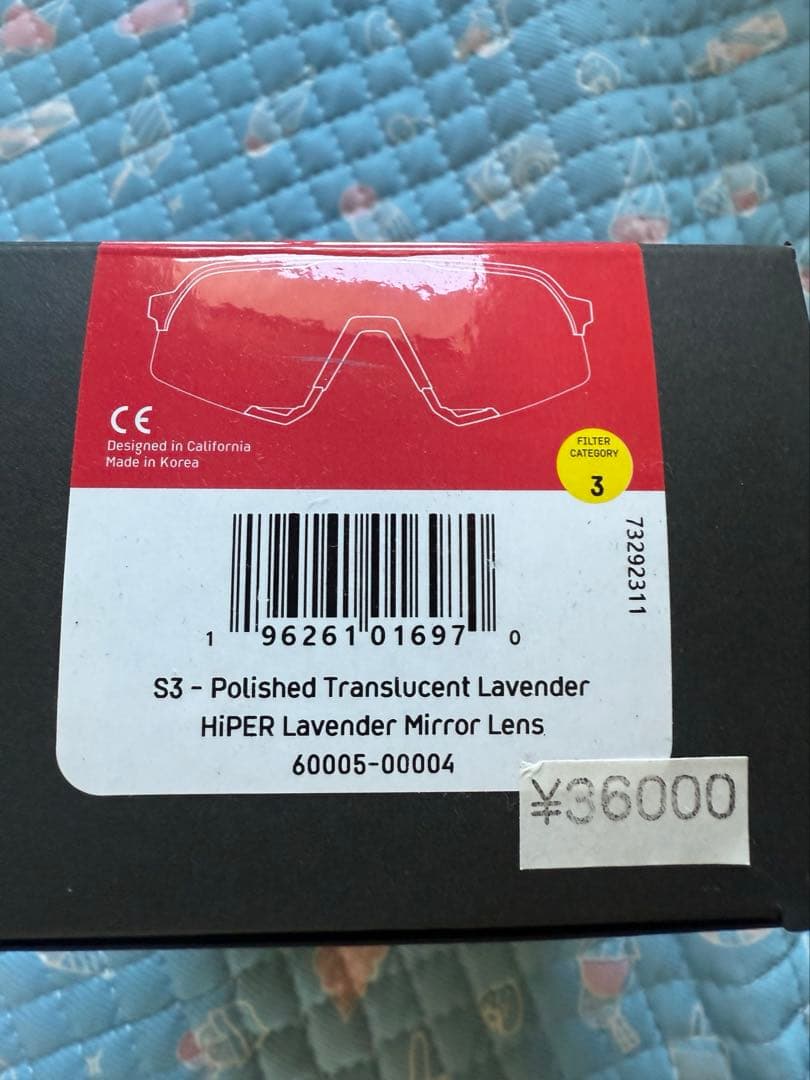 CE
Designed in California
Made in Korea
FILTER
CATEGORY
3
73292311
1 96261 01697 0
S3 - Polished Translucent Lavender
HiPER Lavender Mirror Lens
60005-00004
¥36000